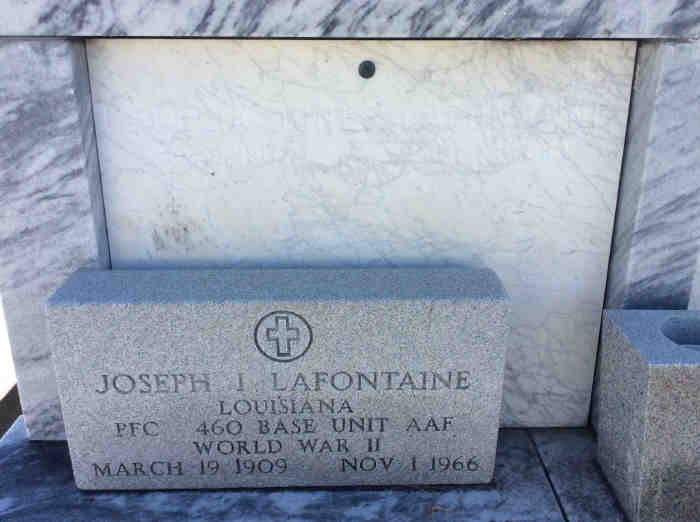 JOSEPH I LAFONTAINE
LOUISIANA
PFC 460 BASE UNIT AAF
WORLD WAR II
MARCH 19 1909 NOV 1 1966